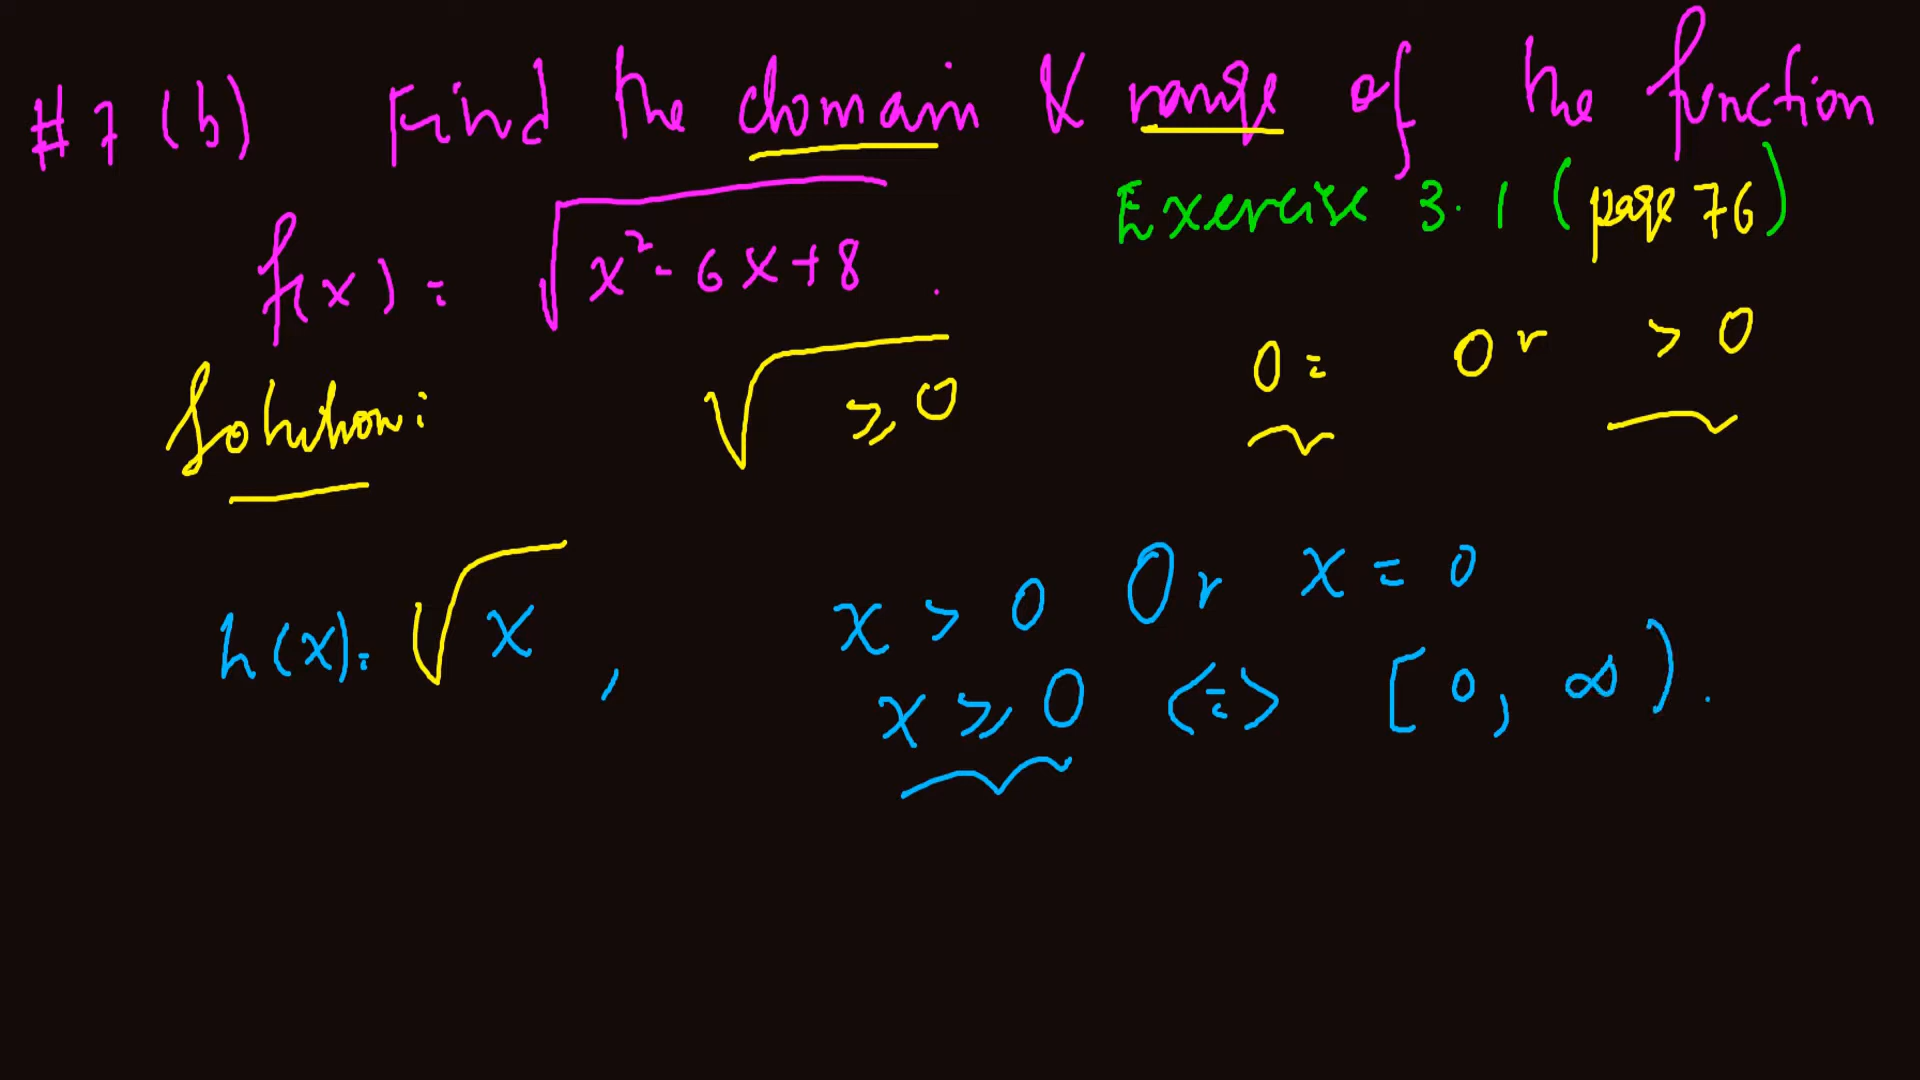 #7(b) Find the domain & range of the function
Exercise 3.1 (page 76)
f(x) = √(x² - 6x + 8) .
Solution: √ ≥ 0 0 = Or > 0
h(x) = √x , x > 0 Or x = 0
x ≥ 0 <=> [0, ∞).